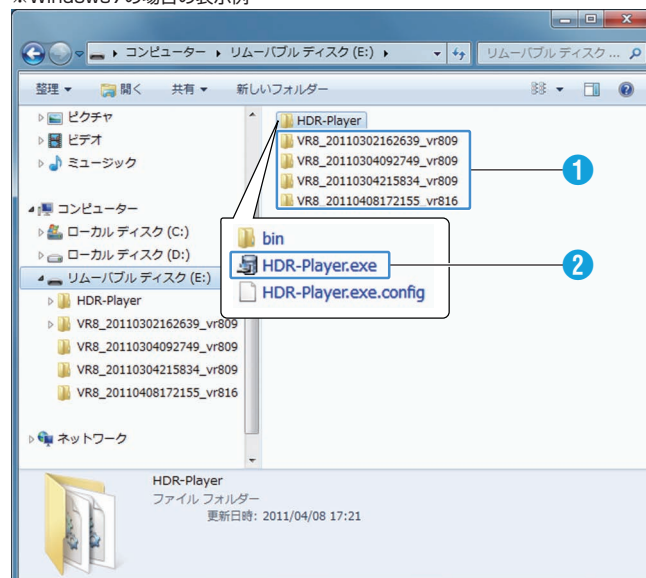 ※Windows7の場合の表示例
コンピューター ▸ リムーバブル ディスク (E:) ▸
リムーバブル ディスク ...
整理 ▼ 開く 共有 ▼ 新しいフォルダー
ピクチャ
ビデオ
ミュージック
コンピューター
ローカル ディスク (C:)
ローカル ディスク (D:)
リムーバブル ディスク (E:)
HDR-Player
VR8_20110302162639_vr809
VR8_20110304092749_vr809
VR8_20110304215834_vr809
VR8_20110408172155_vr816
ネットワーク
HDR-Player
VR8_20110302162639_vr809
VR8_20110304092749_vr809
VR8_20110304215834_vr809
VR8_20110408172155_vr816
1
bin
HDR-Player.exe
HDR-Player.exe.config
2
HDR-Player
ファイル フォルダー
更新日時: 2011/04/08 17:21